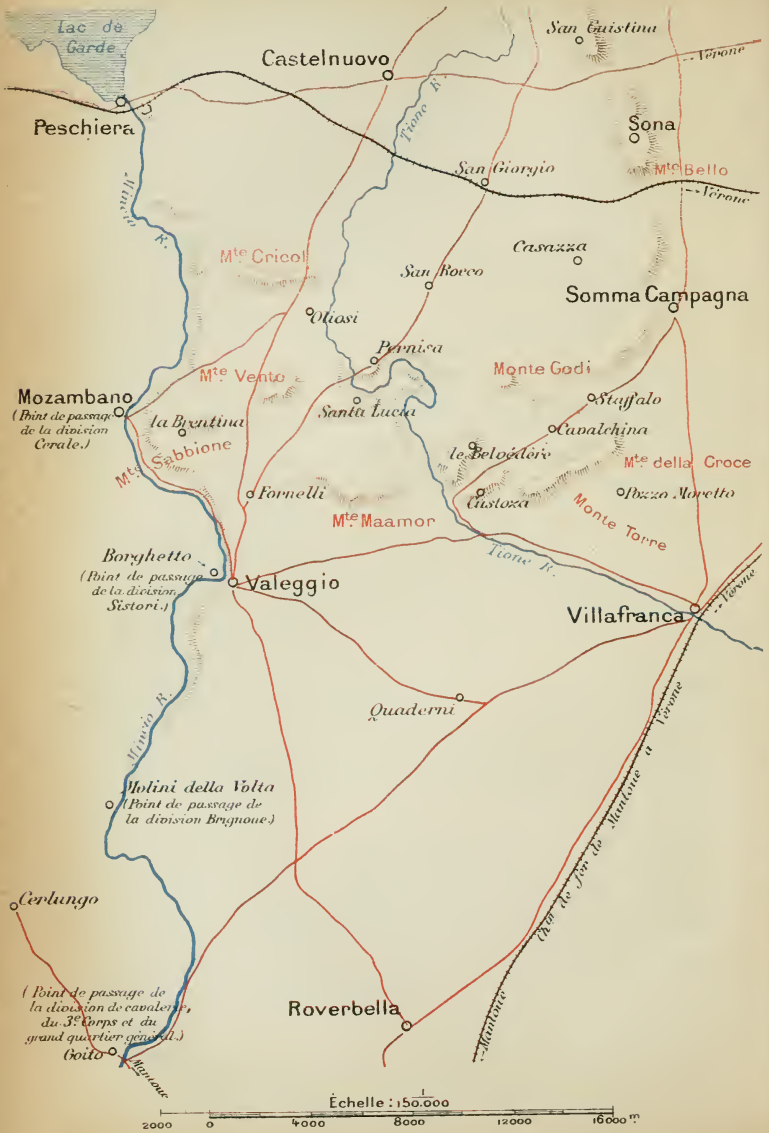 Lac de
Garde
San Guistina
Castelnuovo
Vérone
Peschiera
Tione R.
Sona
Mincio R.
San Giorgio
Mte Bello
Vérone
Mte Cricol
San Rocco
Casazza
Somma Campagna
Oliosi
Pernisa
Mte Vento
Monte Godi
Mozambano
(Point de passage
de la division
Cerale.)
Santa Lucia
Staffalo
la Brentina
Cavalchina
Mts Sabbione
le Belvédère
Mte della Croce
Fornelli
Custoza
Pozzo Moretto
Mte Maamor
Monte Torre
Borghetto
(Point de passage
de la division
Sistori.)
Valeggio
Tione R.
Vérone
Villafranca
Quaderni
Mincio R.
Molini della Volta
(Point de passage de
la division Brignoue.)
Chin de fer de Mantoue a Vérone
Cerlungo
(Point de passage de
la division de cavalerie,
du 3e Corps et du
grand quartier général.)
Goito
Mantoue
Roverbella
Mantoue
Échelle : 1/150.000
2000 0 4000 8000 12000 16000 m